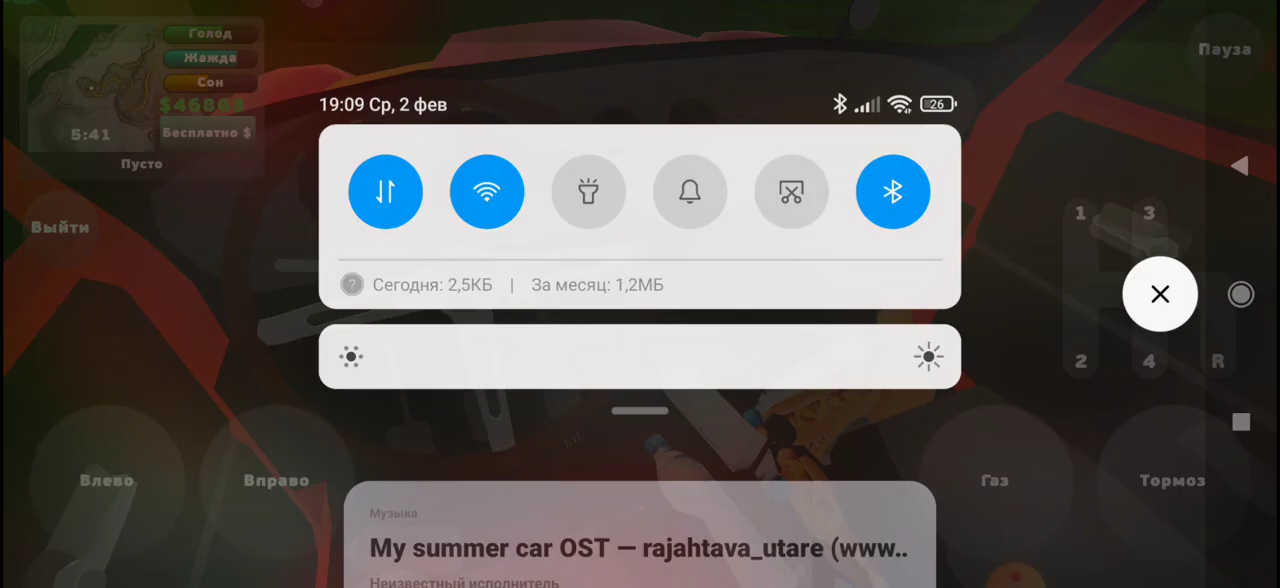 Голод
Жажда
Сон
$46868
5:41
Бесплатно $
Пусто
Выйти
Пауза
19:09 Ср, 2 фев
26
Сегодня: 2,5КБ | За месяц: 1,2МБ
1 3
2 4 R
Влево
Вправо
Газ
Тормоз
Музыка
My summer car OST — rajahtava_utare (www..
Неизвестный исполнитель